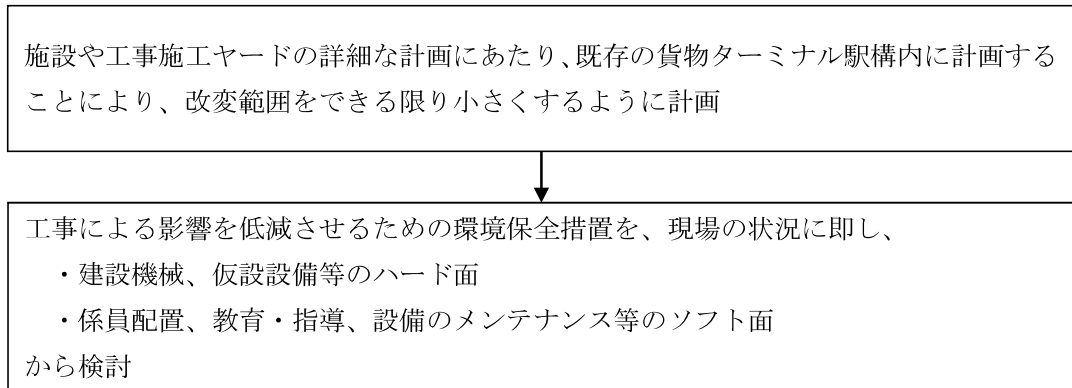 施設や工事施工ヤードの詳細な計画にあたり、既存の貨物ターミナル駅構内に計画する
ことにより、改変範囲をできる限り小さくするように計画
工事による影響を低減させるための環境保全措置を、現場の状況に即し、
・建設機械、仮設設備等のハード面
・係員配置、教育・指導、設備のメンテナンス等のソフト面
から検討